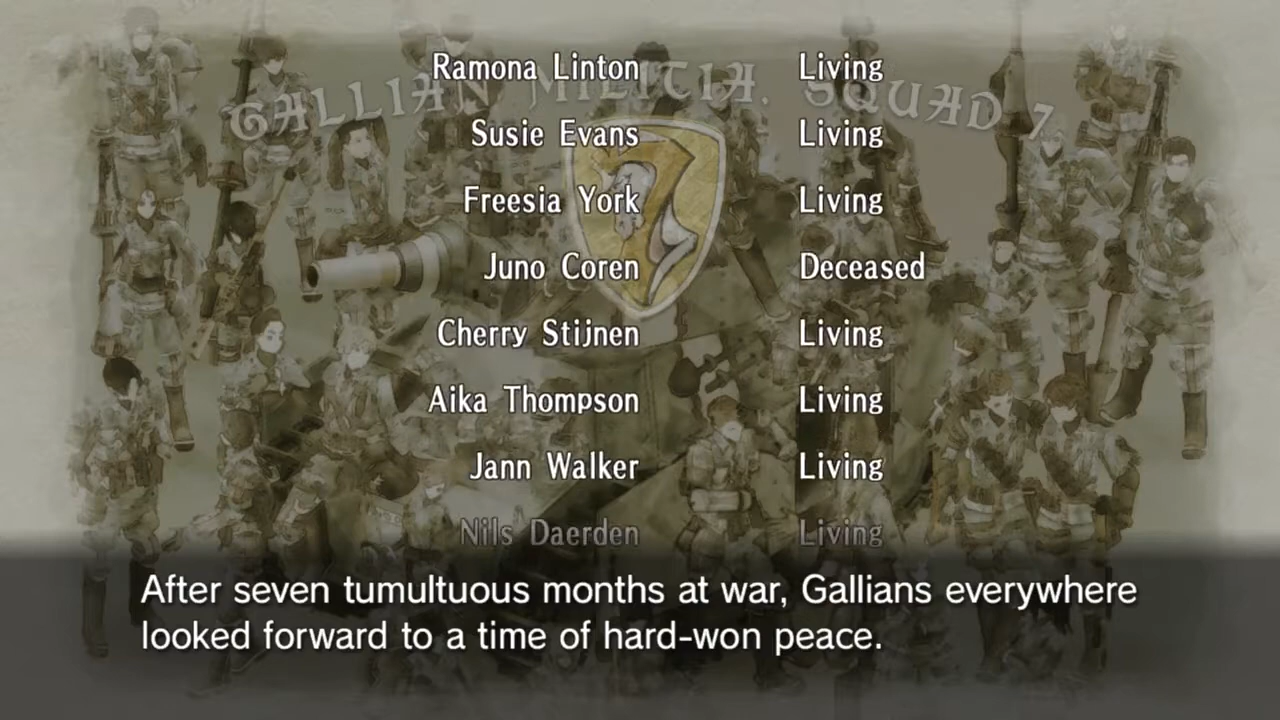 GALLIAN MILITIA. SQUAD 7
Ramona Linton Living
Susie Evans Living
Freesia York Living
Juno Coren Deceased
Cherry Stijnen Living
Aika Thompson Living
Jann Walker Living
Nils Daerden Living
After seven tumultuous months at war, Gallians everywhere
looked forward to a time of hard-won peace.